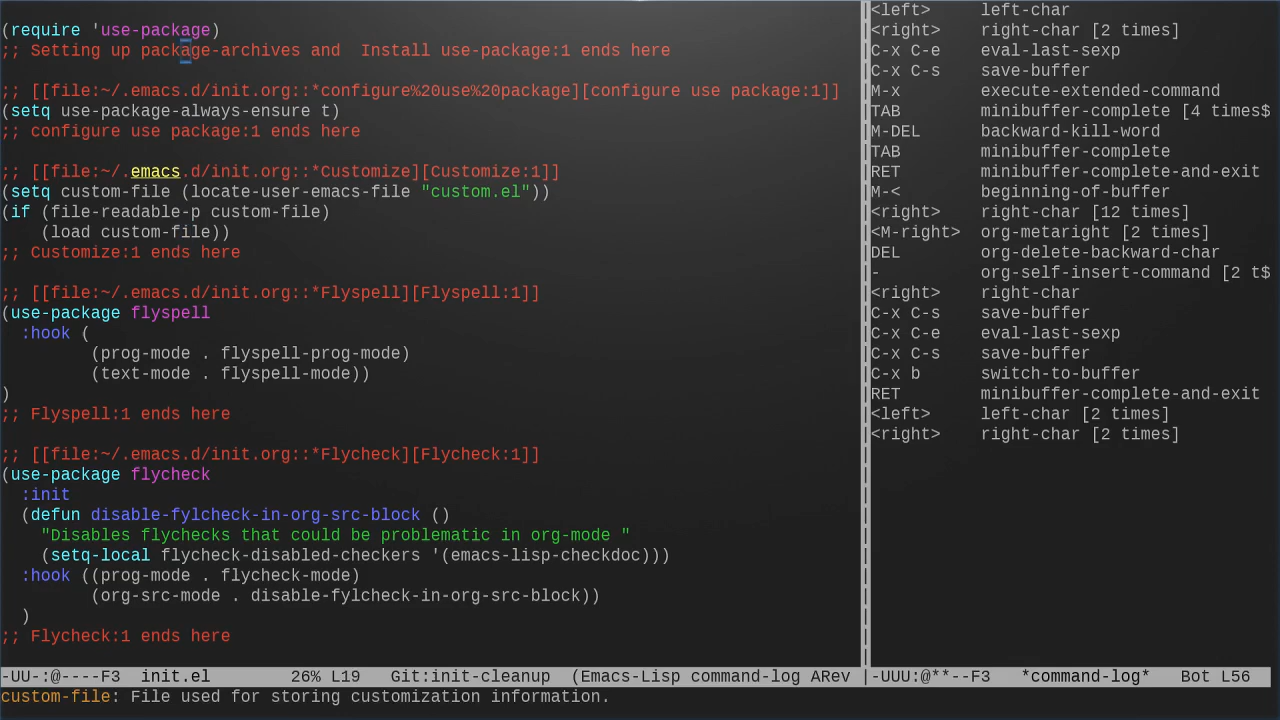 (require 'use-package)
;; Setting up package-archives and  Install use-package:1 ends here

;; [[file:~/.emacs.d/init.org::*configure%20use%20package][configure use package:1]]
(setq use-package-always-ensure t)
;; configure use package:1 ends here

;; [[file:~/.emacs.d/init.org::*Customize][Customize:1]]
(setq custom-file (locate-user-emacs-file "custom.el"))
(if (file-readable-p custom-file)
    (load custom-file))
;; Customize:1 ends here

;; [[file:~/.emacs.d/init.org::*Flyspell][Flyspell:1]]
(use-package flyspell
  :hook (
         (prog-mode . flyspell-prog-mode)
         (text-mode . flyspell-mode))
)
;; Flyspell:1 ends here

;; [[file:~/.emacs.d/init.org::*Flycheck][Flycheck:1]]
(use-package flycheck
  :init
  (defun disable-fylcheck-in-org-src-block ()
    "Disables flychecks that could be problematic in org-mode "
    (setq-local flycheck-disabled-checkers '(emacs-lisp-checkdoc)))
  :hook ((prog-mode . flycheck-mode)
         (org-src-mode . disable-fylcheck-in-org-src-block))
  )
;; Flycheck:1 ends here
-UU-:@----F3  init.el        26% L19   Git:init-cleanup  (Emacs-Lisp command-log ARev
custom-file: File used for storing customization information.
<left>     left-char
<right>    right-char [2 times]
C-x C-e    eval-last-sexp
C-x C-s    save-buffer
M-x        execute-extended-command
TAB        minibuffer-complete [4 times$
M-DEL      backward-kill-word
TAB        minibuffer-complete
RET        minibuffer-complete-and-exit
M-<        beginning-of-buffer
<right>    right-char [12 times]
<M-right>  org-metaright [2 times]
DEL        org-delete-backward-char
-          org-self-insert-command [2 t$
<right>    right-char
C-x C-s    save-buffer
C-x C-e    eval-last-sexp
C-x C-s    save-buffer
C-x b      switch-to-buffer
RET        minibuffer-complete-and-exit
<left>     left-char [2 times]
<right>    right-char [2 times]
-UUU:@**--F3   *command-log*   Bot L56